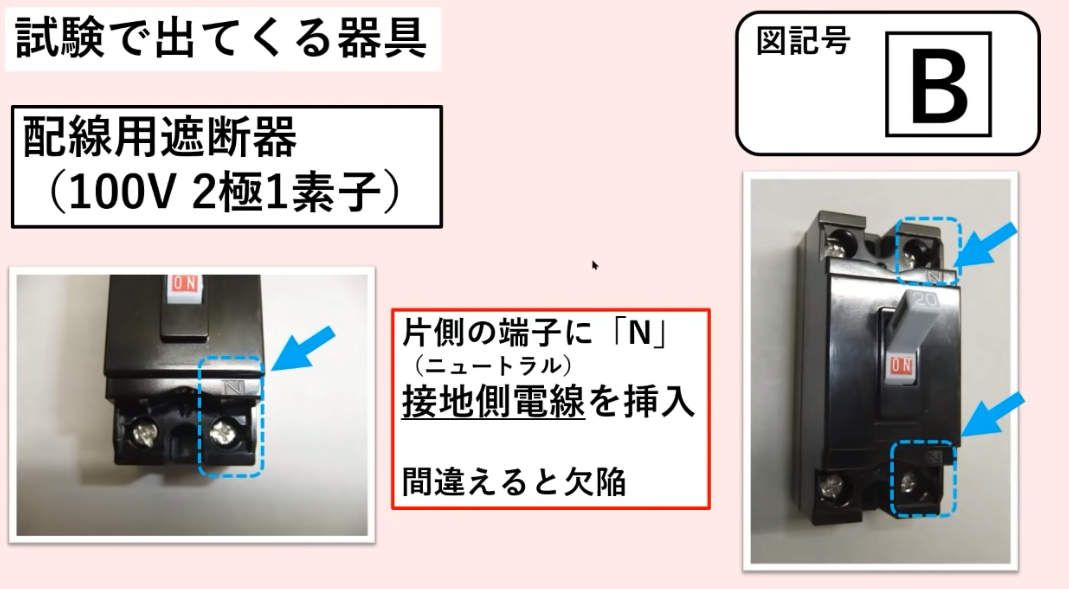 試験で出てくる器具
配線用遮断器
（100V 2極1素子）
図記号
B
ON
N
片側の端子に「N」
（ニュートラル）
接地側電線を挿入
間違えると欠陥
N
20
ON
N